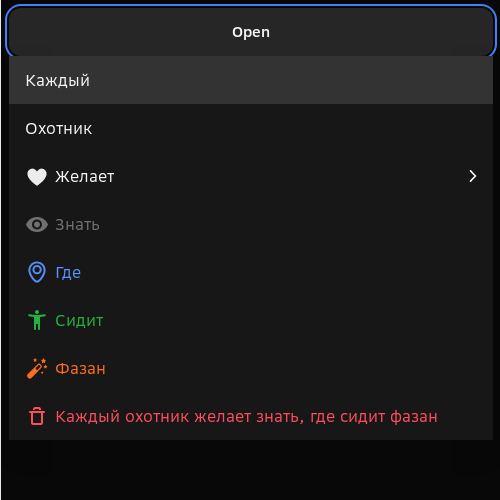 Open
Каждый
Охотник
Желает
Знать
Где
Сидит
Фазан
Каждый охотник желает знать, где сидит фазан